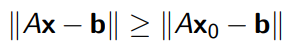 ‖Ax − b‖ ≥ ‖Ax₀ − b‖